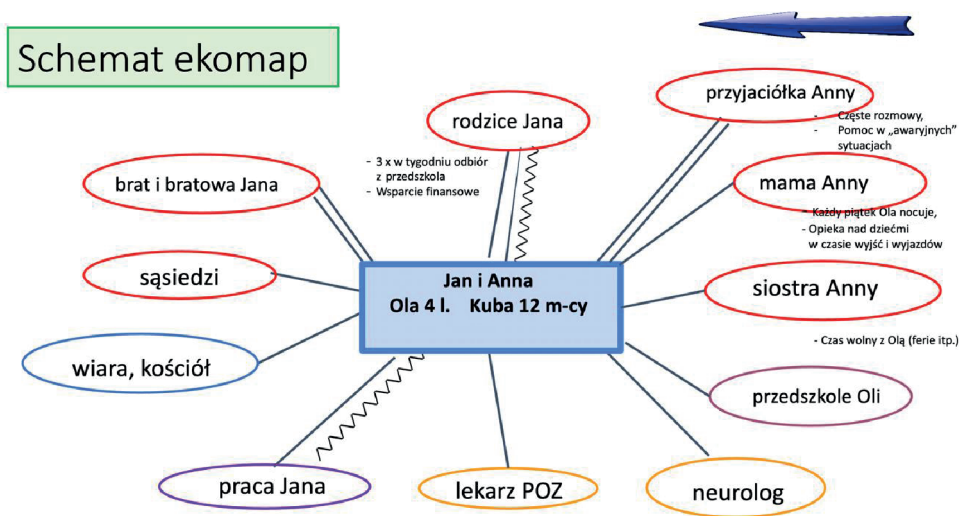 Schemat ekomap
przyjaciółka Anny
- Częste rozmowy,
- Pomoc w „awaryjnych”
sytuacjach
rodzice Jana
- 3 x w tygodniu odbiór
z przedszkola
- Wsparcie finansowe
brat i bratowa Jana
mama Anny
- Każdy piątek Ola nocuje,
- Opieka nad dziećmi
w czasie wyjść i wyjazdów
sąsiedzi
Jan i Anna
Ola 4 l. Kuba 12 m-cy
siostra Anny
- Czas wolny z Olą (ferie itp.)
wiara, kościół
przedszkole Oli
praca Jana
lekarz POZ
neurolog